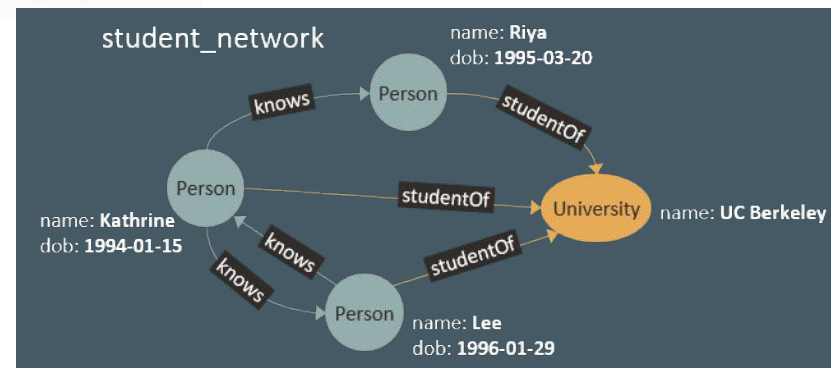 student_network
name: Riya
dob: 1995-03-20
Person
knows
studentOf
Person
studentOf
University
name: UC Berkeley
name: Kathrine
dob: 1994-01-15
knows
knows
studentOf
Person
name: Lee
dob: 1996-01-29